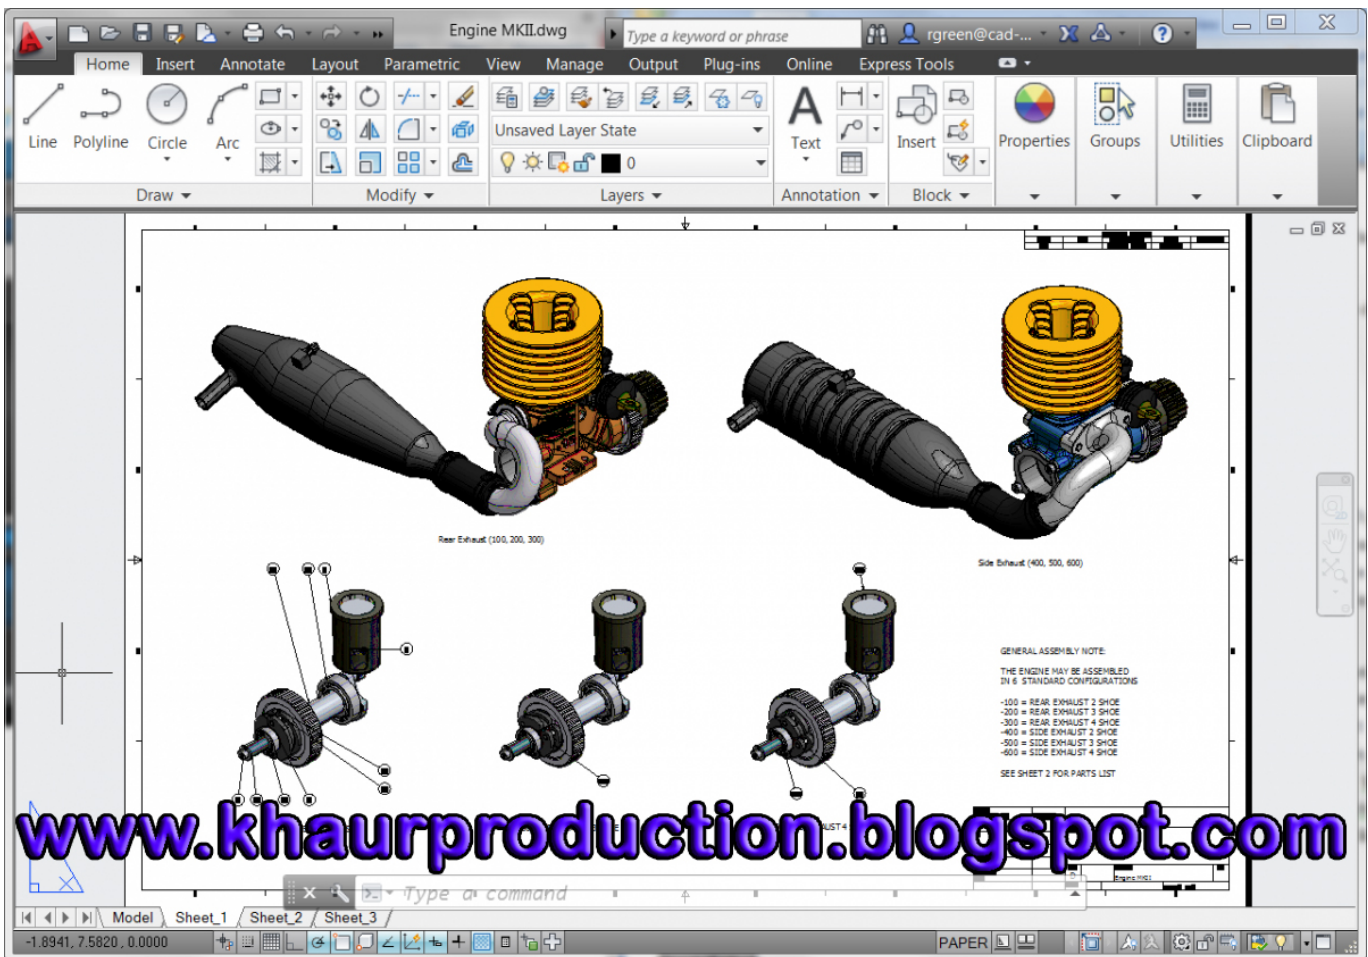 Engine MKII.dwg
Type a keyword or phrase
rgreen@cad-...
Home Insert Annotate Layout Parametric View Manage Output Plug-ins Online Express Tools
Line Polyline Circle Arc
Unsaved Layer State
0
Text
Insert
Properties Groups Utilities Clipboard
Draw Modify Layers Annotation Block
Rear Exhaust (100, 200, 300)
Side Exhaust (400, 500, 600)
GENERAL ASSEMBLY NOTE:
THE ENGINE MAY BE ASSEMBLED
IN 6 STANDARD CONFIGURATIONS
-100 = REAR EXHAUST 2 SHOE
-200 = REAR EXHAUST 3 SHOE
-300 = REAR EXHAUST 4 SHOE
-400 = SIDE EXHAUST 2 SHOE
-500 = SIDE EXHAUST 3 SHOE
-600 = SIDE EXHAUST 4 SHOE
SEE SHEET 2 FOR PARTS LIST
www.khaurproduction.blogspot.com
Engine MKII
Type a command
Model Sheet_1 Sheet_2 Sheet_3
-1.8941, 7.5820, 0.0000
PAPER